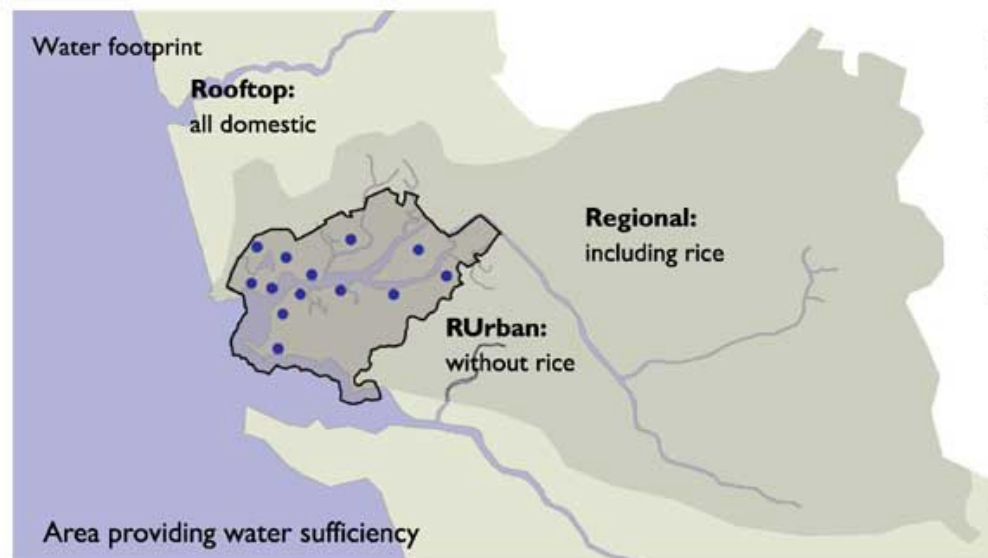 Water footprint
Rooftop:
all domestic
Regional:
including rice
RUrban:
without rice
Area providing water sufficiency